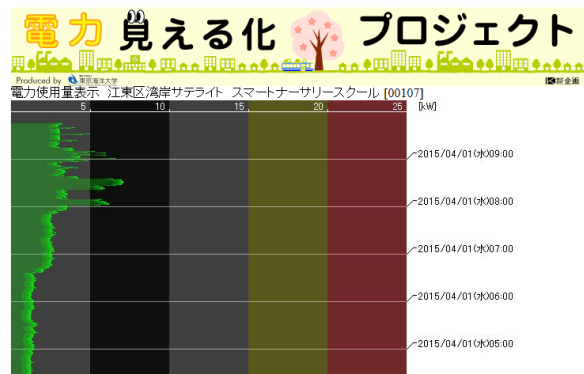 電力見える化プロジェクト
Produced by 東京海洋大学
電力使用量表示 江東区湾岸サテライト スマートナーサリースクール [00107]
5 10 15 20 25 [kW]
2015/04/01(水)09:00
2015/04/01(水)08:00
2015/04/01(水)07:00
2015/04/01(水)06:00
2015/04/01(水)05:00